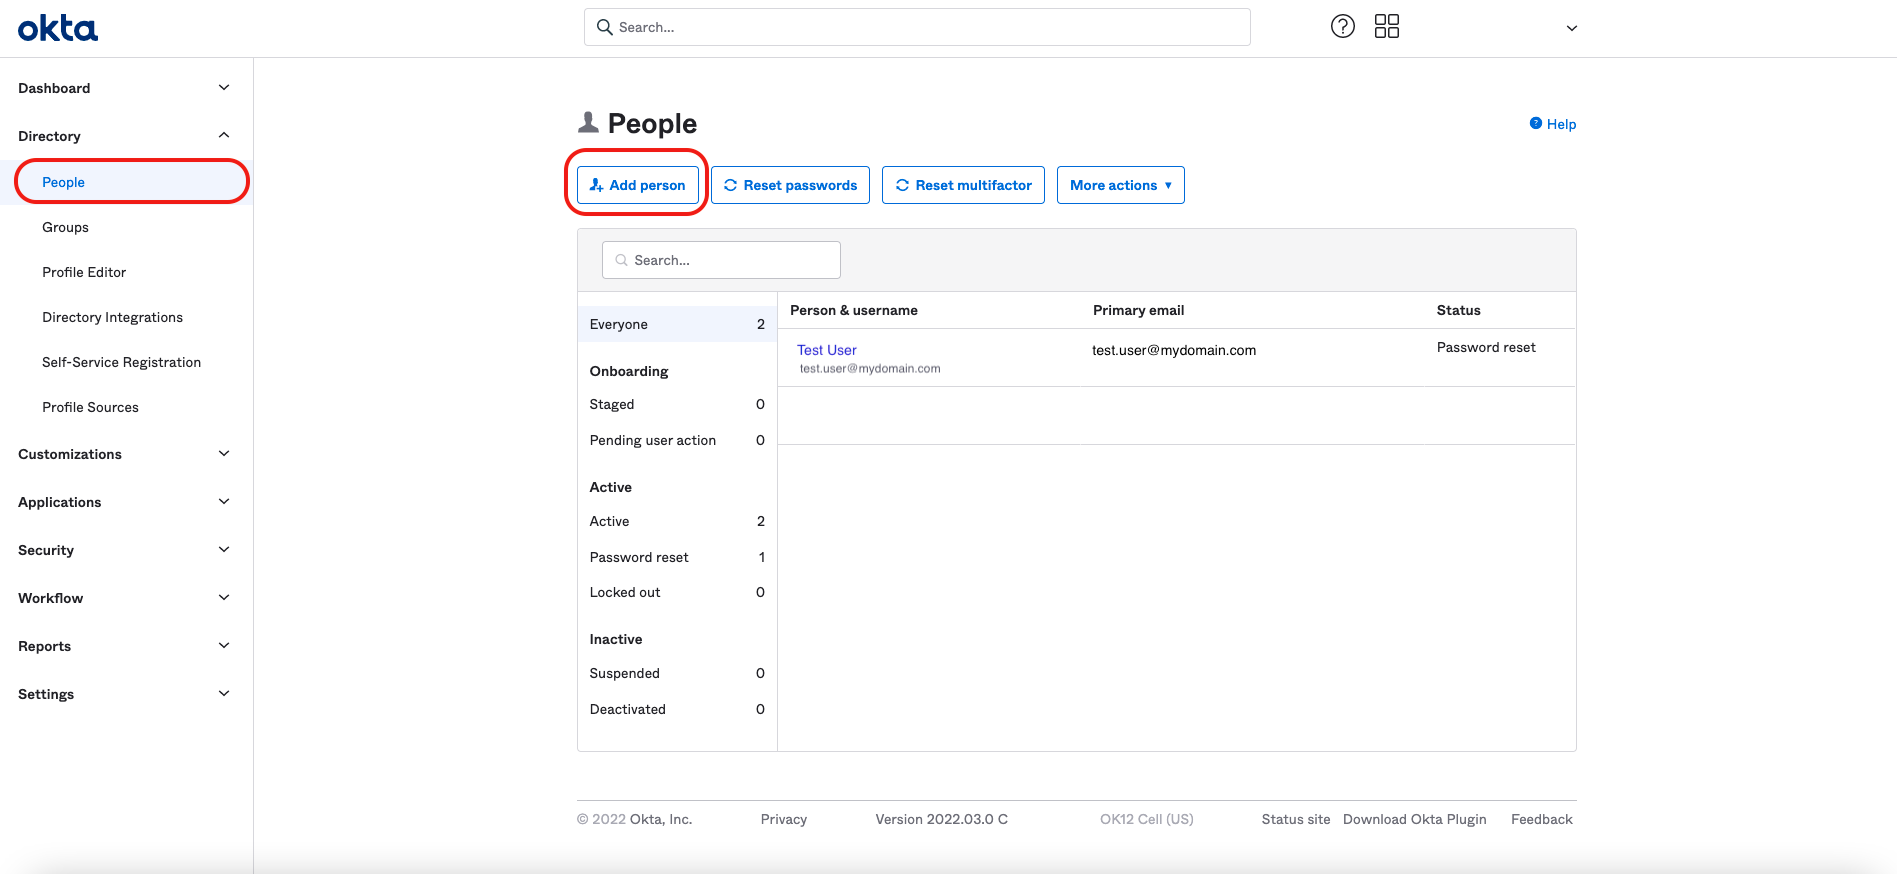 okta
Search...
Dashboard
Directory
People
Groups
Profile Editor
Directory Integrations
Self-Service Registration
Profile Sources
Customizations
Applications
Security
Workflow
Reports
Settings
People
Help
Add person
Reset passwords
Reset multifactor
More actions
Search...
Everyone 2
Onboarding
Staged 0
Pending user action 0
Active
Active 2
Password reset 1
Locked out 0
Inactive
Suspended 0
Deactivated 0
Person & username Primary email Status
Test User test.user@mydomain.com Password reset
test.user@mydomain.com
© 2022 Okta, Inc. Privacy Version 2022.03.0 C OK12 Cell (US) Status site Download Okta Plugin Feedback